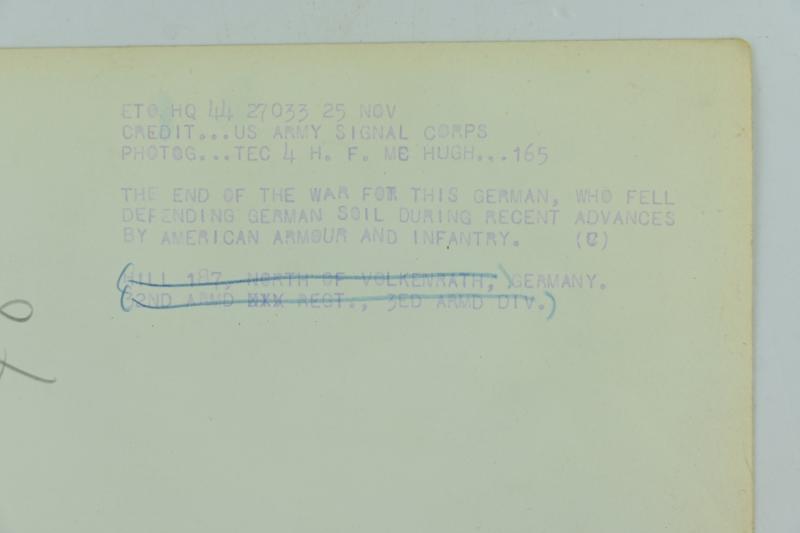 ETO HQ 44 27033 25 NOV
CREDIT...US ARMY SIGNAL CORPS
PHOTOG...TEC 4 H. F. MC HUGH...165
THE END OF THE WAR FOR THIS GERMAN, WHO FELL
DEFENDING GERMAN SOIL DURING RECENT ADVANCES
BY AMERICAN ARMOUR AND INFANTRY. (C)
(HILL 187, NORTH OF VOLKENRATH,) GERMANY.
(32ND ARMD XXX REGT., 3ED ARMD DIV.)